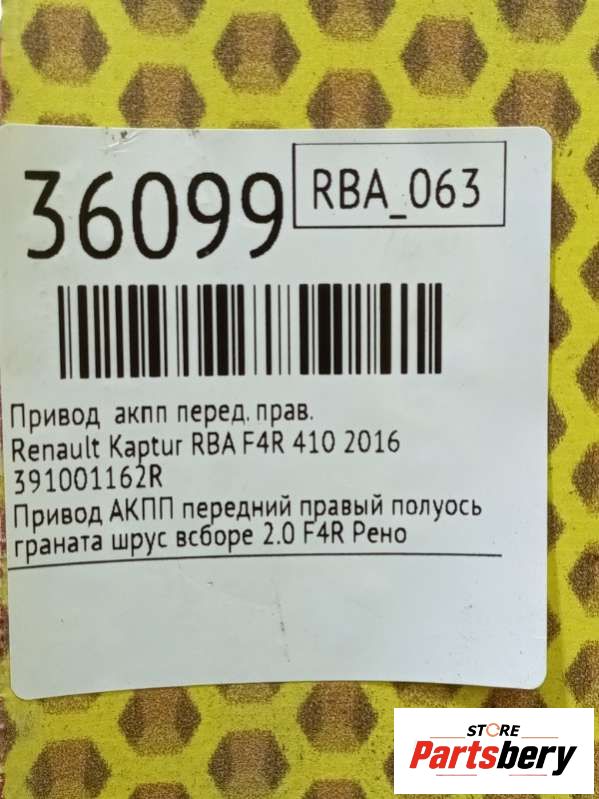 36099
RBA_063
Привод акпп перед. прав.
Renault Kaptur RBA F4R 410 2016
391001162R
Привод АКПП передний правый полуось
граната шрус всборе 2.0 F4R Рено
STORE
Partsbery